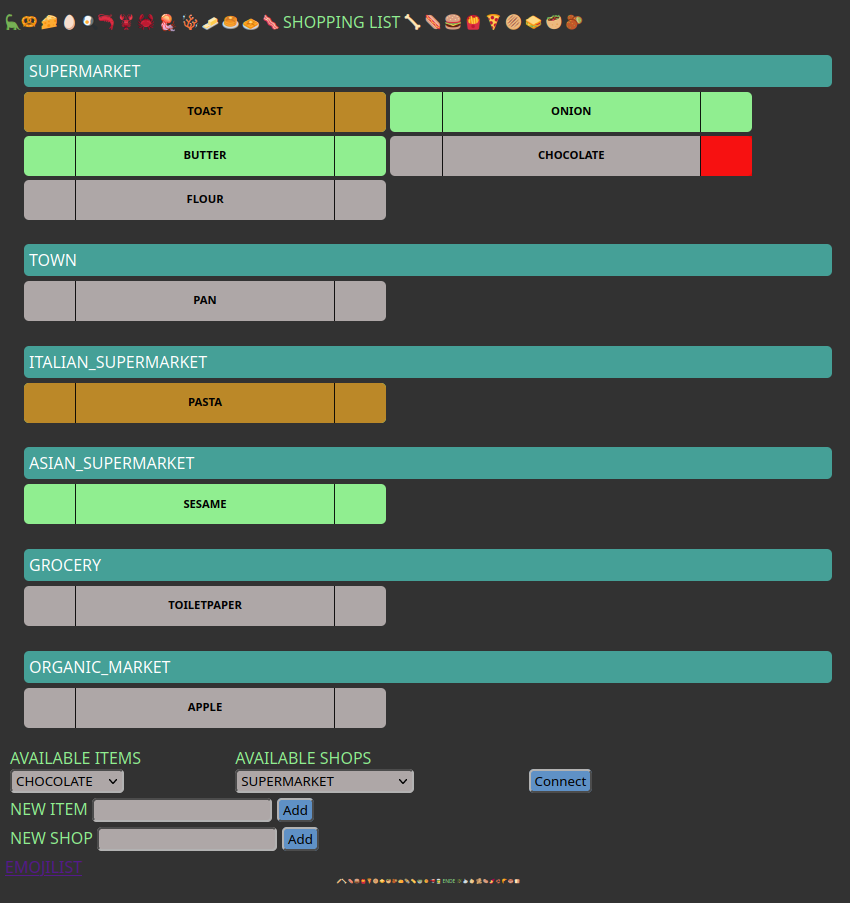 SHOPPING LIST
SUPERMARKET
TOAST ONION
BUTTER CHOCOLATE
FLOUR
TOWN
PAN
ITALIAN_SUPERMARKET
PASTA
ASIAN_SUPERMARKET
SESAME
GROCERY
TOILETPAPER
ORGANIC_MARKET
APPLE
AVAILABLE ITEMS AVAILABLE SHOPS
CHOCOLATE SUPERMARKET Connect
NEW ITEM Add
NEW SHOP Add
EMOJILIST
ENDE